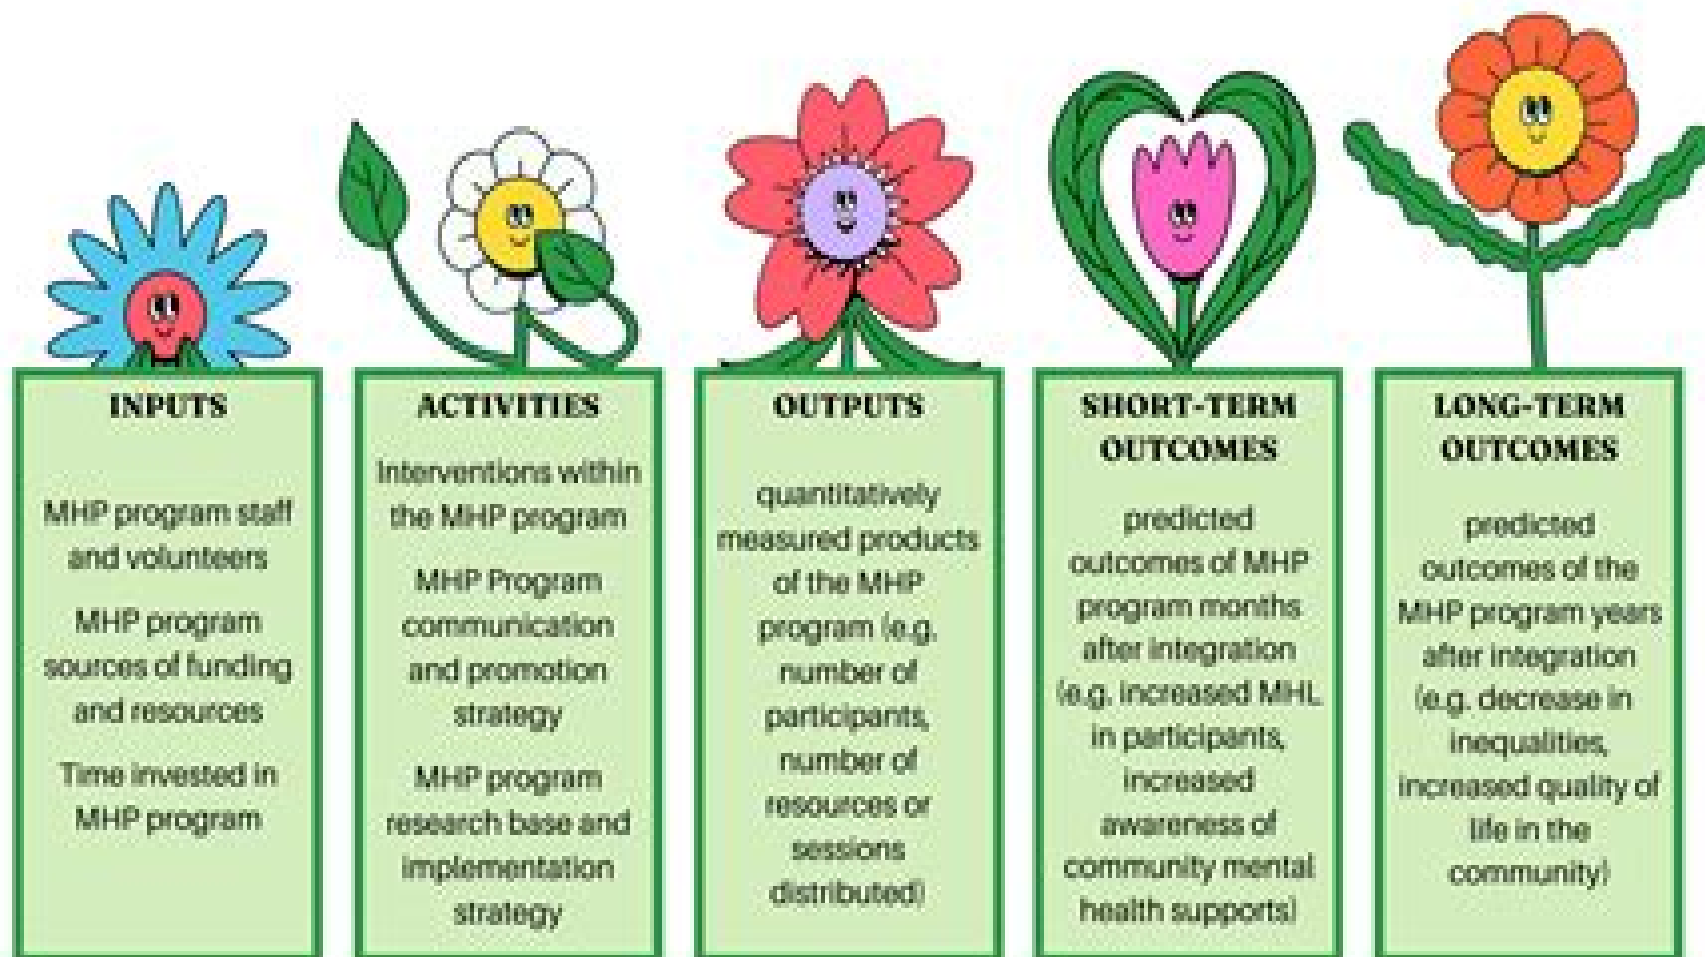 INPUTS
MHP program staff
and volunteers
MHP program
sources of funding
and resources
Time invested in
MHP program
ACTIVITIES
Interventions within
the MHP program
MHP Program
communication
and promotion
strategy
MHP program
research base and
implementation
strategy
OUTPUTS
quantitatively
measured products
of the MHP
program (e.g.
number of
participants,
number of
resources or
sessions
distributed)
SHORT-TERM
OUTCOMES
predicted
outcomes of MHP
program months
after integration
(e.g. increased MHL
in participants,
increased
awareness of
community mental
health supports)
LONG-TERM
OUTCOMES
predicted
outcomes of the
MHP program years
after integration
(e.g. decrease in
inequalities,
increased quality of
life in the
community)